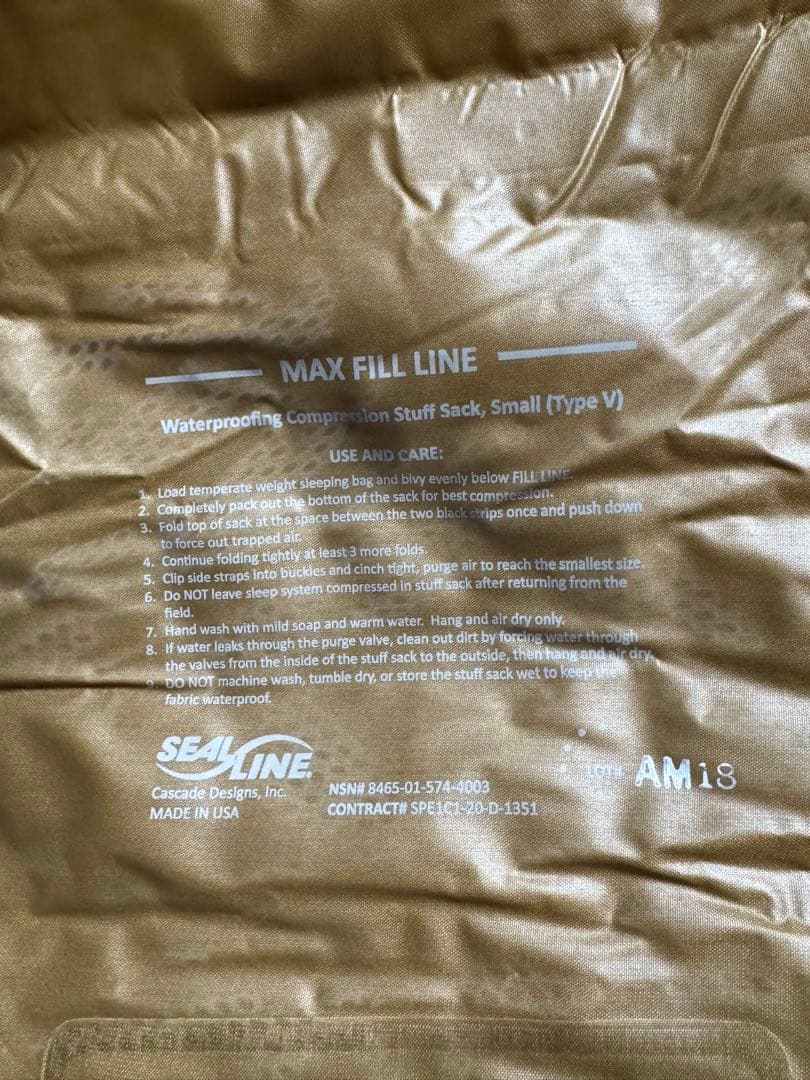 MAX FILL LINE
Waterproofing Compression Stuff Sack, Small (Type V)
USE AND CARE:
1. Load temperate weight sleeping bag and bivy evenly below FILL LINE.
2. Completely pack out the bottom of the sack for best compression.
3. Fold top of sack at the space between the two black strips once and push down
to force out trapped air.
4. Continue folding tightly at least 3 more folds.
5. Clip side straps into buckles and cinch tight, purge air to reach the smallest size.
6. Do NOT leave sleep system compressed in stuff sack after returning from the
field.
7. Hand wash with mild soap and warm water. Hang and air dry only.
8. If water leaks through the purge valve, clean out dirt by forcing water through
the valves from the inside of the stuff sack to the outside, then hang and air dry.
9. DO NOT machine wash, tumble dry, or store the stuff sack wet to keep the
fabric waterproof.
SEAL LINE®
Cascade Designs, Inc.
MADE IN USA
NSN# 8465-01-574-4003
CONTRACT# SPE1C1-20-D-1351
LOT# AM18